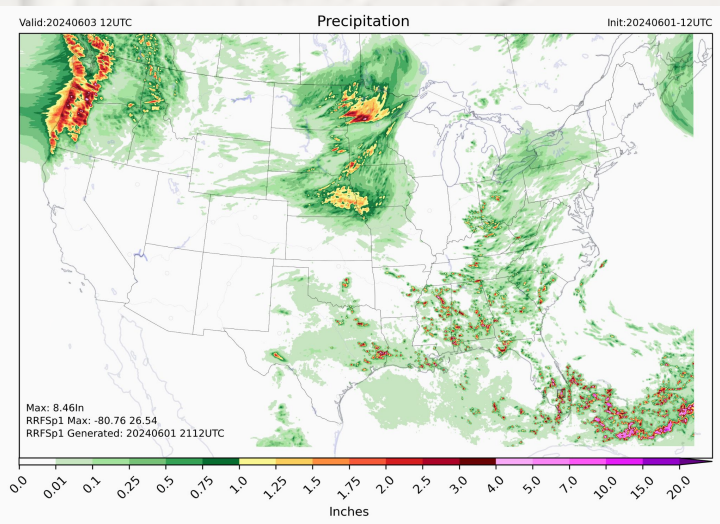 Valid:20240603 12UTC
Precipitation
Init:20240601-12UTC
Max: 8.46In
RRFSp1 Max: -80.76 26.54
RRFSp1 Generated: 20240601 2112UTC
0.0 0.01 0.1 0.25 0.5 0.75 1.0 1.25 1.5 1.75 2.0 2.5 3.0 4.0 5.0 7.0 10.0 15.0 20.0
Inches